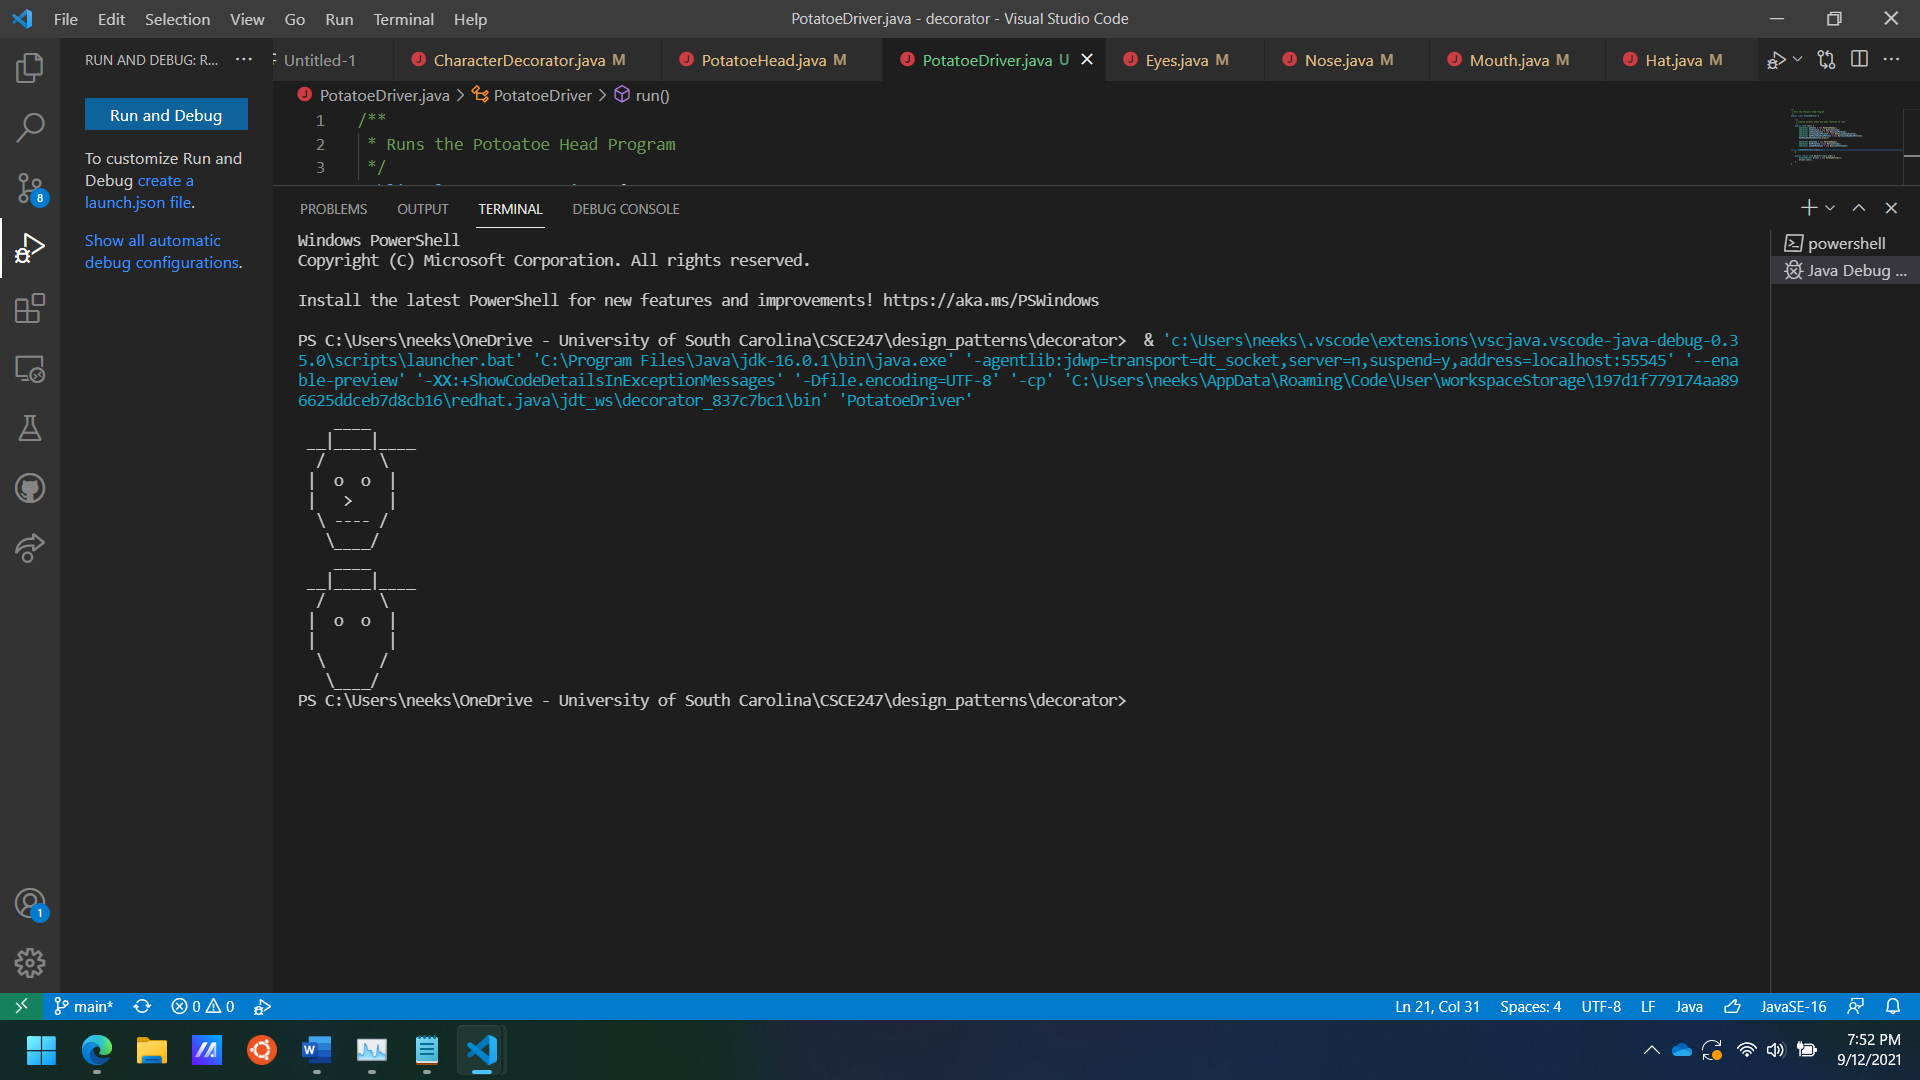 File Edit Selection View Go Run Terminal Help
PotatoeDriver.java - decorator - Visual Studio Code
RUN AND DEBUG: R... ···
Untitled-1
CharacterDecorator.java M
PotatoeHead.java M
PotatoeDriver.java U
Eyes.java M
Nose.java M
Mouth.java M
Hat.java M
Run and Debug
To customize Run and
Debug create a
launch.json file.
Show all automatic
debug configurations.
PotatoeDriver.java > PotatoeDriver > run()
1 /**
2 * Runs the Potoatoe Head Program
3 */
PROBLEMS OUTPUT TERMINAL DEBUG CONSOLE
powershell
Java Debug ...
Windows PowerShell
Copyright (C) Microsoft Corporation. All rights reserved.
Install the latest PowerShell for new features and improvements! https://aka.ms/PSWindows
PS C:\Users\neeks\OneDrive - University of South Carolina\CSCE247\design_patterns\decorator>  & 'c:\Users\neeks\.vscode\extensions\vscjava.vscode-java-debug-0.3
5.0\scripts\launcher.bat' 'C:\Program Files\Java\jdk-16.0.1\bin\java.exe' '-agentlib:jdwp=transport=dt_socket,server=n,suspend=y,address=localhost:55545' '--ena
ble-preview' '-XX:+ShowCodeDetailsInExceptionMessages' '-Dfile.encoding=UTF-8' '-cp' 'C:\Users\neeks\AppData\Roaming\Code\User\workspaceStorage\197d1f779174aa89
6625ddceb7d8cb16\redhat.java\jdt_ws\decorator_837c7bc1\bin' 'PotatoeDriver'
    ____
 __|____|____
  /      \
 |  o  o  |
 |   >    |
  \ ---- /
   \____/
    ____
 __|____|____
  /      \
 |  o  o  |
 |        |
  \      /
   \____/
PS C:\Users\neeks\OneDrive - University of South Carolina\CSCE247\design_patterns\decorator>
8
1
main* 0 0
Ln 21, Col 31 Spaces: 4 UTF-8 LF Java JavaSE-16
7:52 PM
9/12/2021